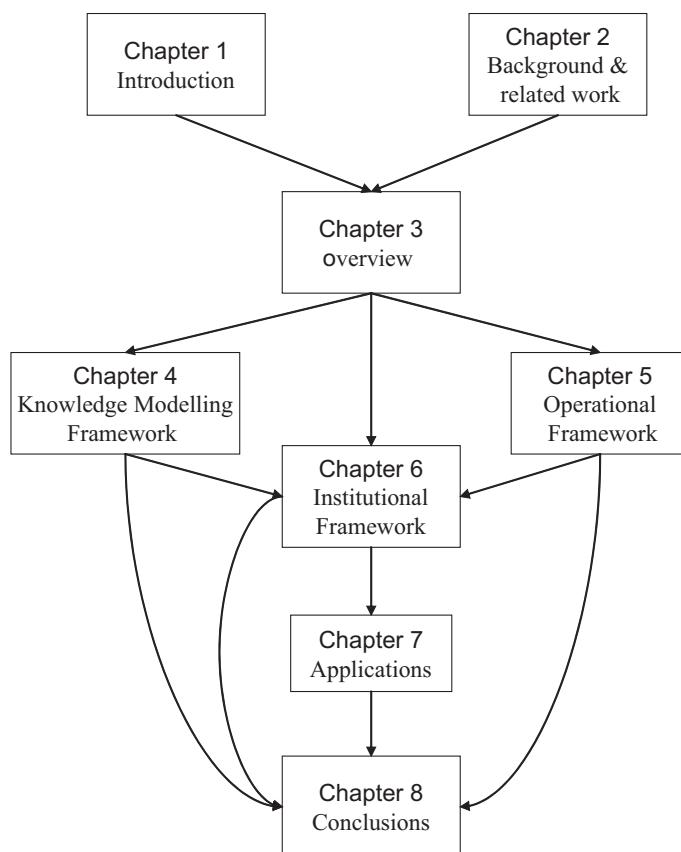 Chapter 1
Introduction
Chapter 2
Background &
related work
Chapter 3
overview
Chapter 4
Knowledge Modelling
Framework
Chapter 5
Operational
Framework
Chapter 6
Institutional
Framework
Chapter 7
Applications
Chapter 8
Conclusions